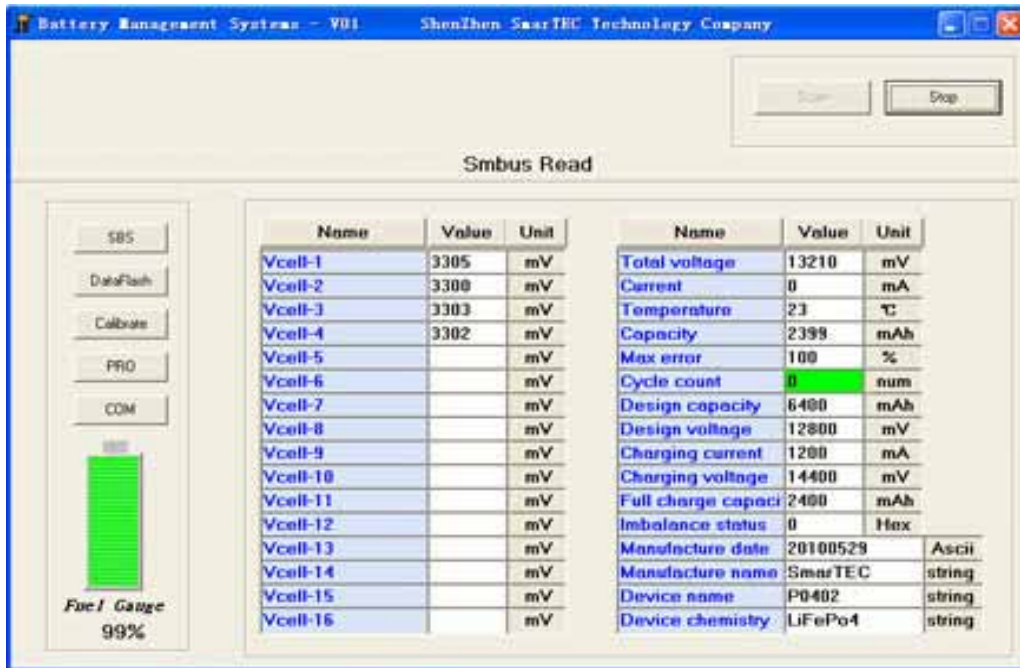 Battery Management Systems - V01 ShenZhen SmarTEC Technology Company
Scan Stop
Smbus Read
SBS
DataFlash
Calibrate
PRO
COM
Fuel Gauge
99%
Name Value Unit
Vcell-1 3305 mV
Vcell-2 3300 mV
Vcell-3 3303 mV
Vcell-4 3302 mV
Vcell-5 mV
Vcell-6 mV
Vcell-7 mV
Vcell-8 mV
Vcell-9 mV
Vcell-10 mV
Vcell-11 mV
Vcell-12 mV
Vcell-13 mV
Vcell-14 mV
Vcell-15 mV
Vcell-16 mV
Name Value Unit
Total voltage 13210 mV
Current 0 mA
Temperature 23 ℃
Capacity 2399 mAh
Max error 100 %
Cycle count 0 num
Design capacity 6400 mAh
Design voltage 12800 mV
Charging current 1200 mA
Charging voltage 14400 mV
Full charge capaci 2400 mAh
Imbalance status 0 Hex
Manufacture date 20100529 Ascii
Manufacture name SmarTEC string
Device name P0402 string
Device chemistry LiFePo4 string